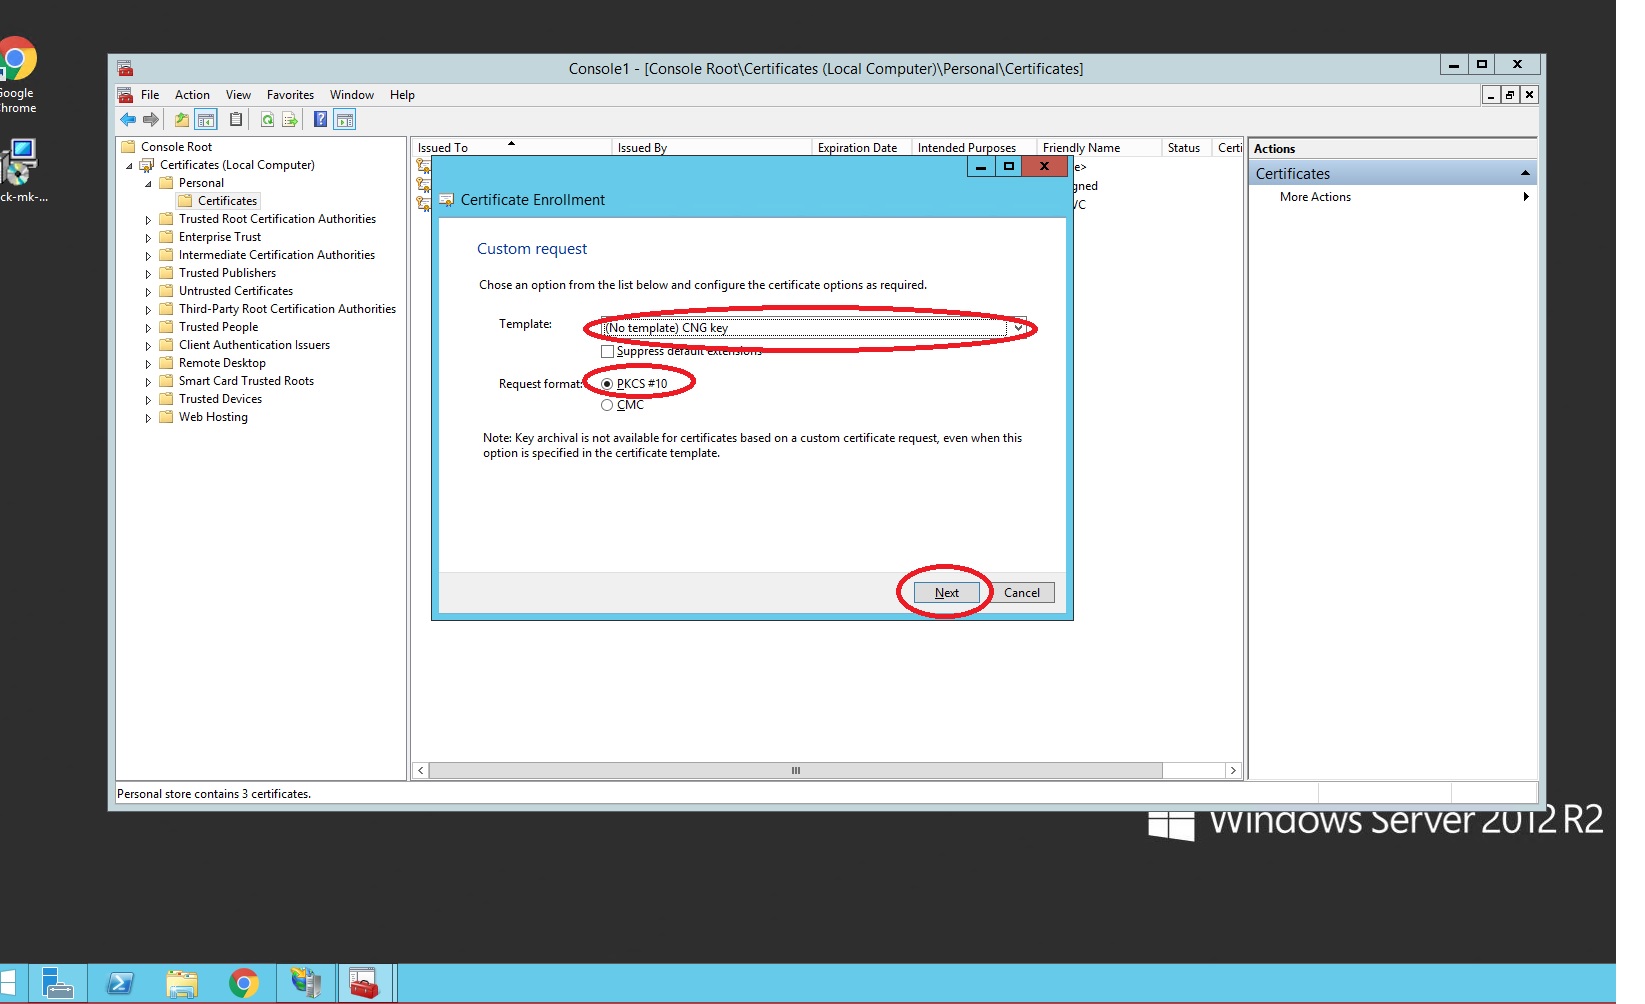 Google
Chrome
ck-mk-...
Console1 - [Console Root\Certificates (Local Computer)\Personal\Certificates]
File Action View Favorites Window Help
Console Root
Certificates (Local Computer)
Personal
Certificates
Trusted Root Certification Authorities
Enterprise Trust
Intermediate Certification Authorities
Trusted Publishers
Untrusted Certificates
Third-Party Root Certification Authorities
Trusted People
Client Authentication Issuers
Remote Desktop
Smart Card Trusted Roots
Trusted Devices
Web Hosting
Issued To Issued By Expiration Date Intended Purposes Friendly Name Status Certi
e>
gned
VC
Certificate Enrollment
Custom request
Chose an option from the list below and configure the certificate options as required.
Template: (No template) CNG key
Suppress default extensions
Request format: PKCS #10
CMC
Note: Key archival is not available for certificates based on a custom certificate request, even when this
option is specified in the certificate template.
Next Cancel
Actions
Certificates
More Actions
Personal store contains 3 certificates.
Windows Server 2012 R2